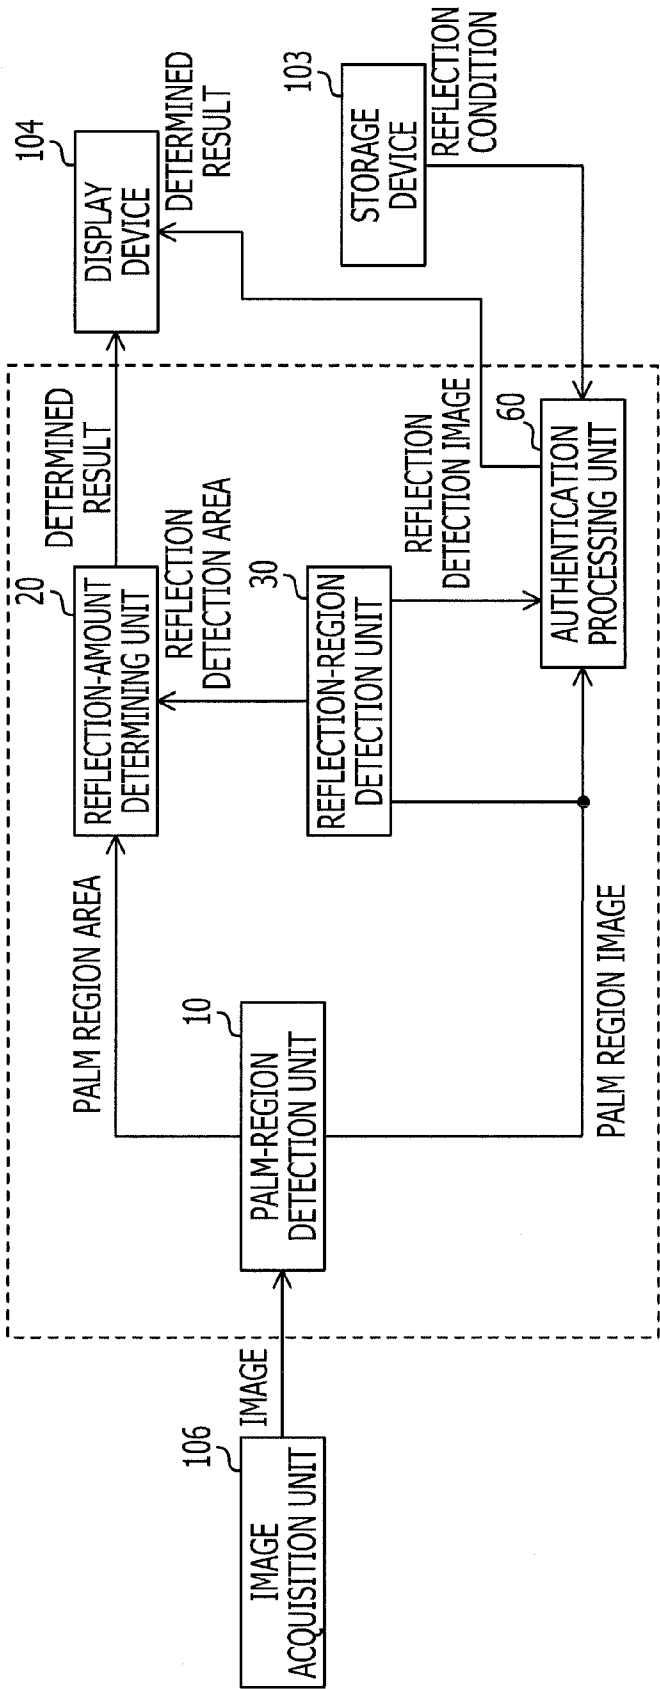 106
IMAGE
ACQUISITION UNIT
IMAGE
10
PALM-REGION
DETECTION UNIT
PALM REGION AREA
PALM REGION IMAGE
20
REFLECTION-AMOUNT
DETERMINING UNIT
REFLECTION
DETECTION AREA
30
REFLECTION-REGION
DETECTION UNIT
REFLECTION
DETECTION IMAGE
60
AUTHENTICATION
PROCESSING UNIT
DETERMINED
RESULT
104
DISPLAY
DEVICE
DETERMINED
RESULT
103
STORAGE
DEVICE
REFLECTION
CONDITION